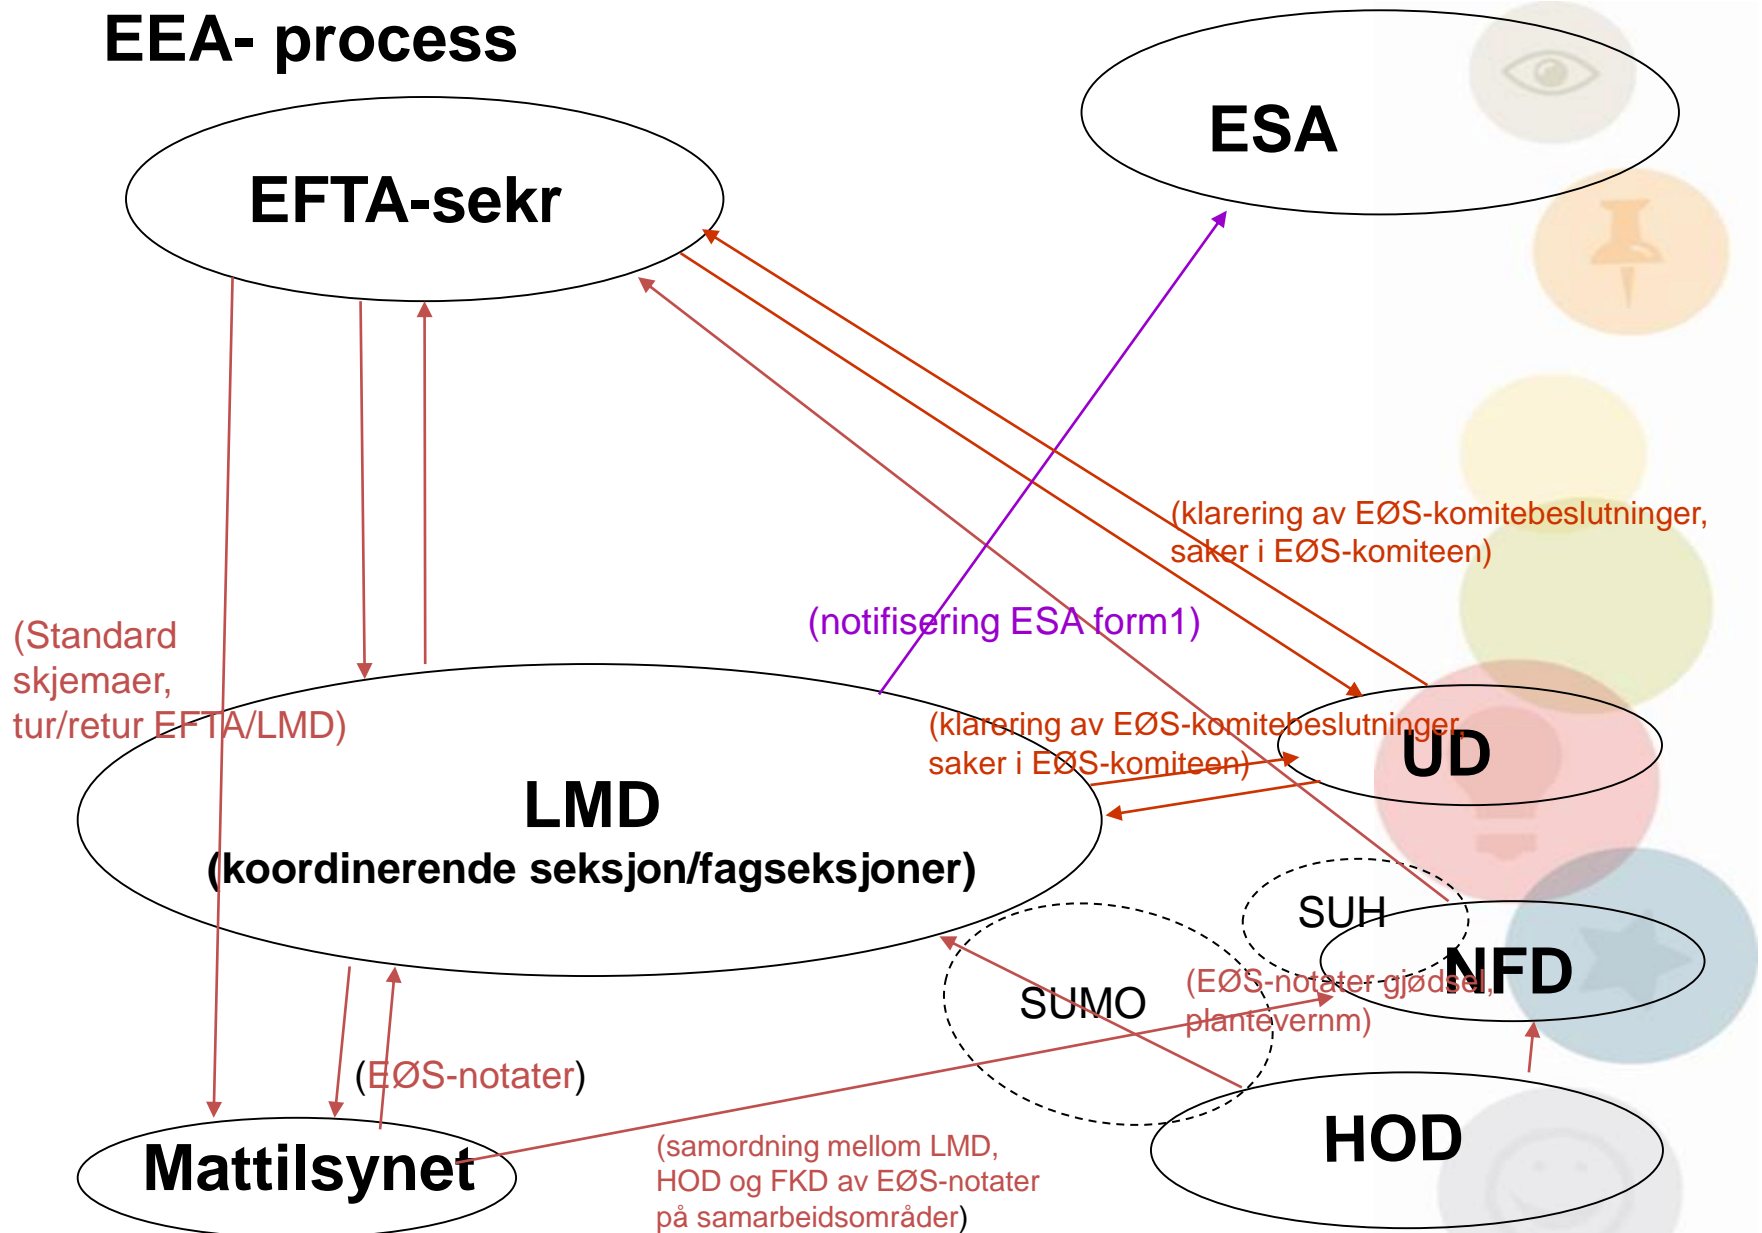 EEA- process
ESA
EFTA-sekr
(klarering av EØS-komitebeslutninger,
saker i EØS-komiteen)
(notifisering ESA form1)
(Standard
skjemaer,
tur/retur EFTA/LMD)
(klarering av EØS-komitebeslutninger,
saker i EØS-komiteen)
UD
LMD
(koordinerende seksjon/fagseksjoner)
SUH
NFD
SUMO
(EØS-notater gjødsel,
plantevernm)
(EØS-notater)
HOD
Mattilsynet
(samordning mellom LMD,
HOD og FKD av EØS-notater
på samarbeidsområder)